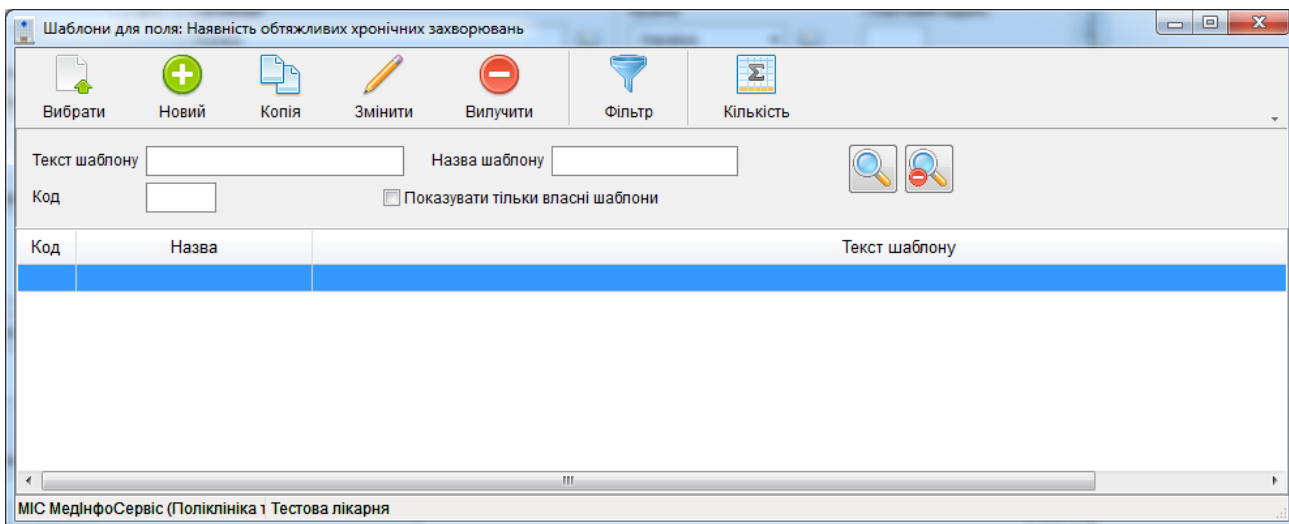 Шаблони для поля: Наявність обтяжливих хронічних захворювань
Вибрати Новий Копія Змінити Вилучити Фільтр Кількість
Текст шаблону Назва шаблону
Код Показувати тільки власні шаблони
Код Назва Текст шаблону
МІС МедІнфоСервіс (Поліклініка Тестова лікарня